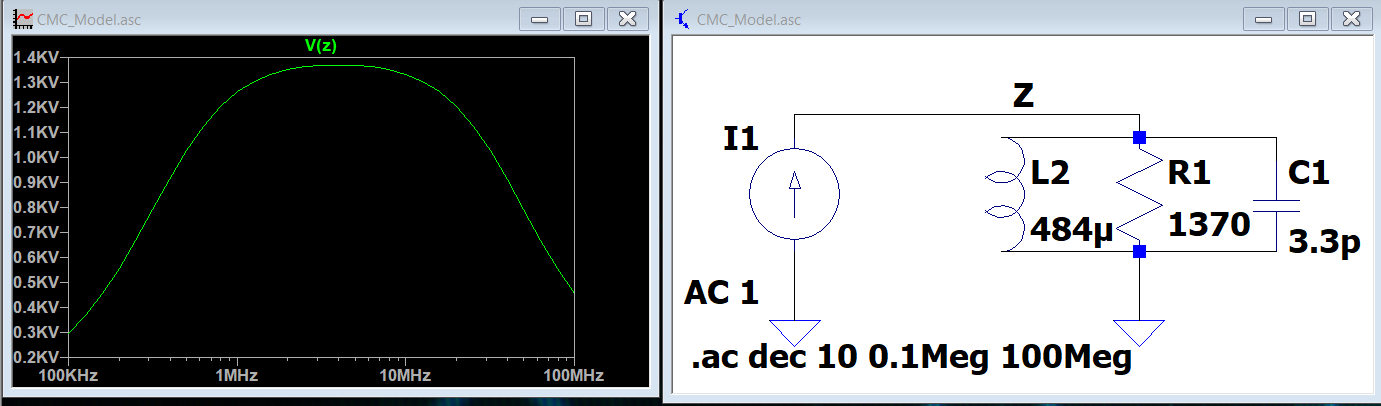 CMC_Model.asc
V(z)
1.4KV
1.3KV
1.2KV
1.1KV
1.0KV
0.9KV
0.8KV
0.7KV
0.6KV
0.5KV
0.4KV
0.3KV
0.2KV
100KHz 1MHz 10MHz 100MHz
CMC_Model.asc
Z
I1
L2
R1
C1
484µ
1370
3.3p
AC 1
.ac dec 10 0.1Meg 100Meg